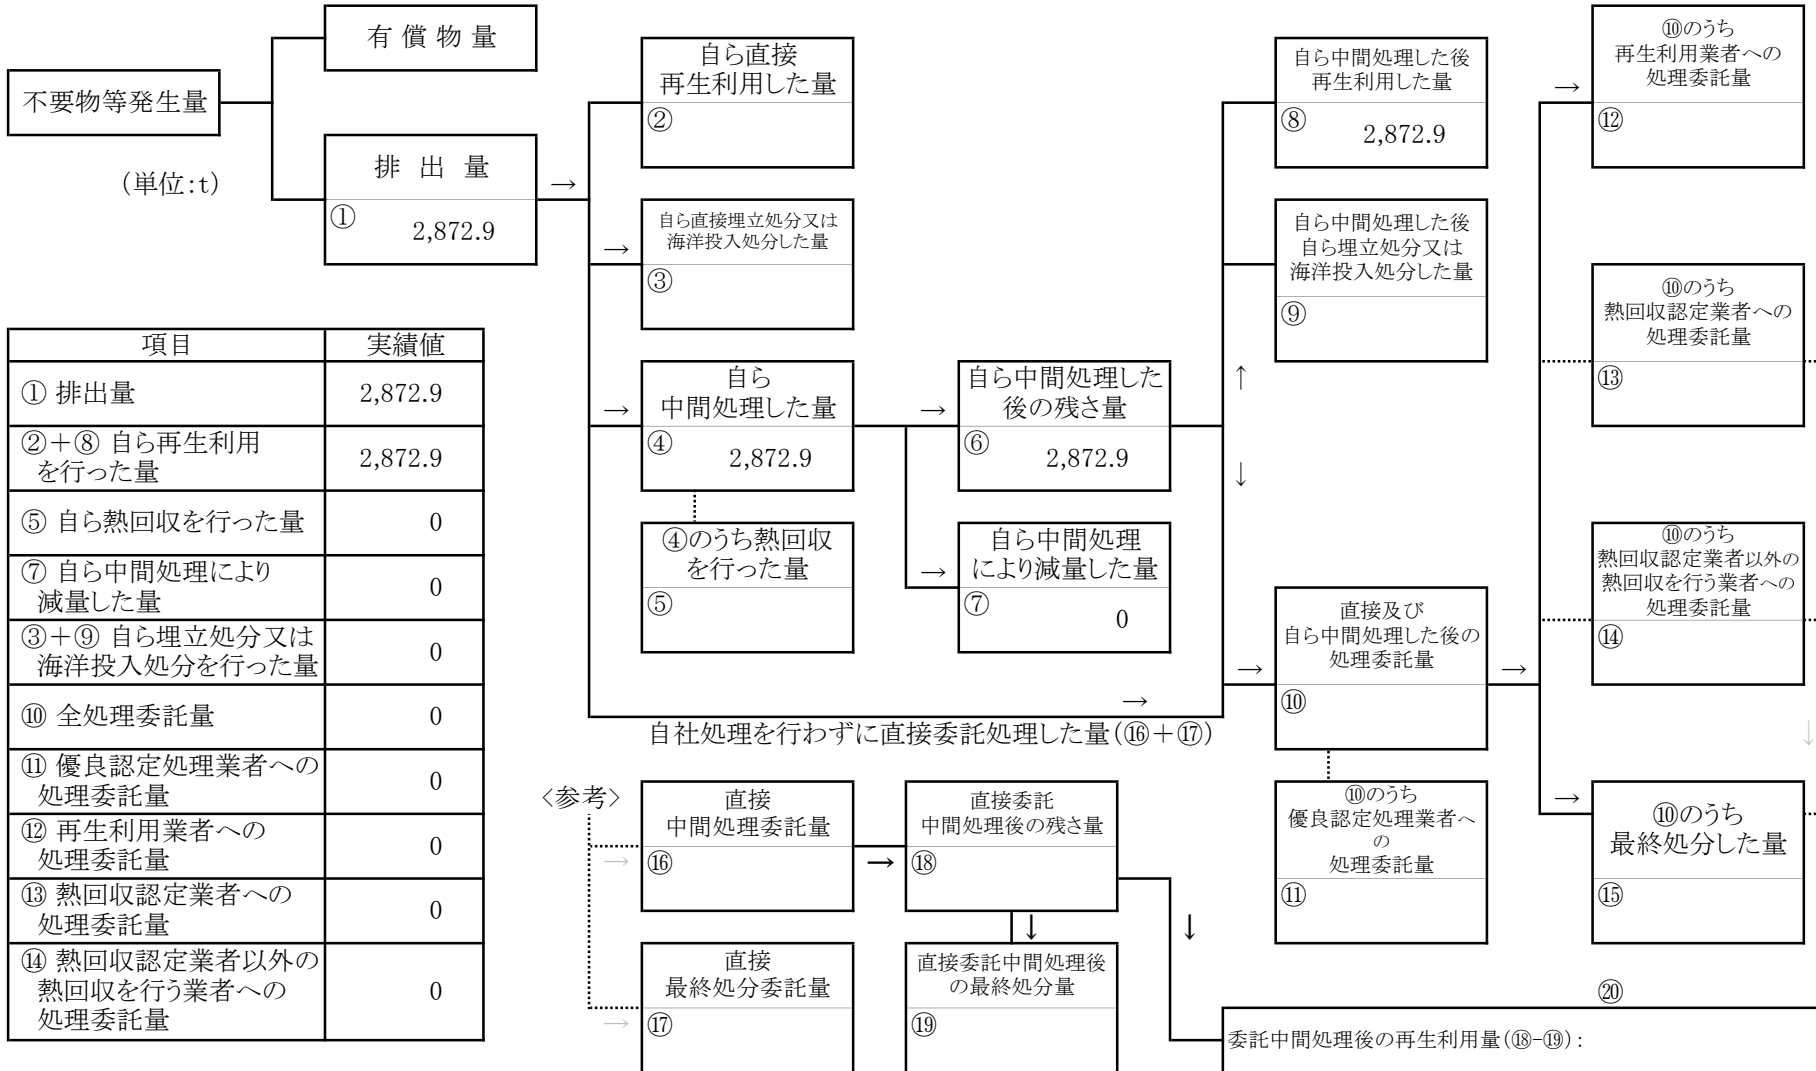 有 償 物 量
不要物等発生量
(単位:t)
排 出 量
→
① 2,872.9
自ら直接
再生利用した量
②
→
自ら直接埋立処分又は
海洋投入処分した量
③
→
自ら
中間処理した量
④ 2,872.9
④のうち熱回収
を行った量
⑤
→
自ら中間処理した
後の残さ量
⑥ 2,872.9
→
自ら中間処理
により減量した量
⑦ 0
自ら中間処理した後
再生利用した量
⑧ 2,872.9
自ら中間処理した後
自ら埋立処分又は
海洋投入処分した量
⑨
↑
↓
→
自社処理を行わずに直接委託処理した量(⑯+⑰)
→
直接及び
自ら中間処理した後の
処理委託量
⑩
→
⑩のうち
優良認定処理業者へ
の
処理委託量
⑪
→
⑩のうち
再生利用業者への
処理委託量
⑫
⑩のうち
熱回収認定業者への
処理委託量
⑬
⑩のうち
熱回収認定業者以外の
熱回収を行う業者への
処理委託量
⑭
↓
→
⑩のうち
最終処分した量
⑮
項目 実績値
① 排出量 2,872.9
②+⑧ 自ら再生利用
を行った量 2,872.9
⑤ 自ら熱回収を行った量 0
⑦ 自ら中間処理により
減量した量 0
③+⑨ 自ら埋立処分又は
海洋投入処分を行った量 0
⑩ 全処理委託量 0
⑪ 優良認定処理業者への
処理委託量 0
⑫ 再生利用業者への
処理委託量 0
⑬ 熱回収認定業者への
処理委託量 0
⑭ 熱回収認定業者以外の
熱回収を行う業者への
処理委託量 0
〈参考〉
→
直接
中間処理委託量
⑯
→
直接委託
中間処理後の残さ量
⑱
↓
↓
→
直接
最終処分委託量
⑰
直接委託中間処理後
の最終処分量
⑲
⑳
委託中間処理後の再生利用量(⑱-⑲):